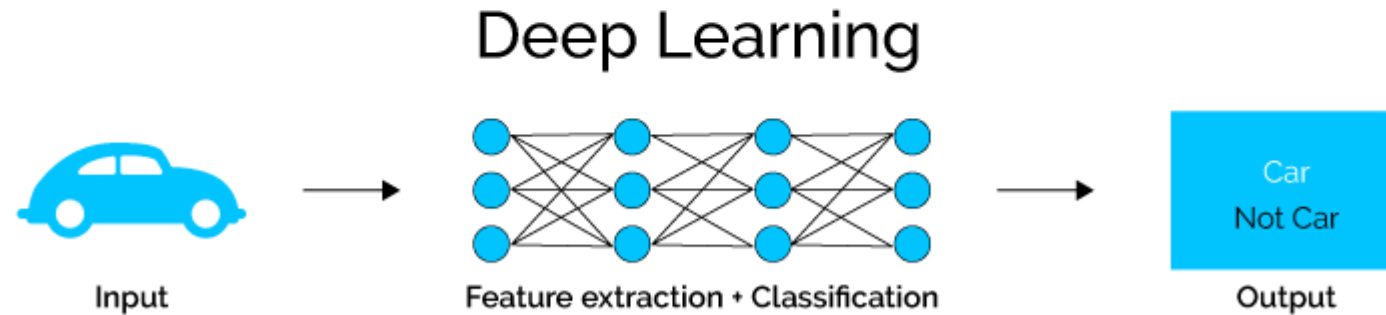 Deep Learning
Car
Not Car
Input
Feature extraction + Classification
Output